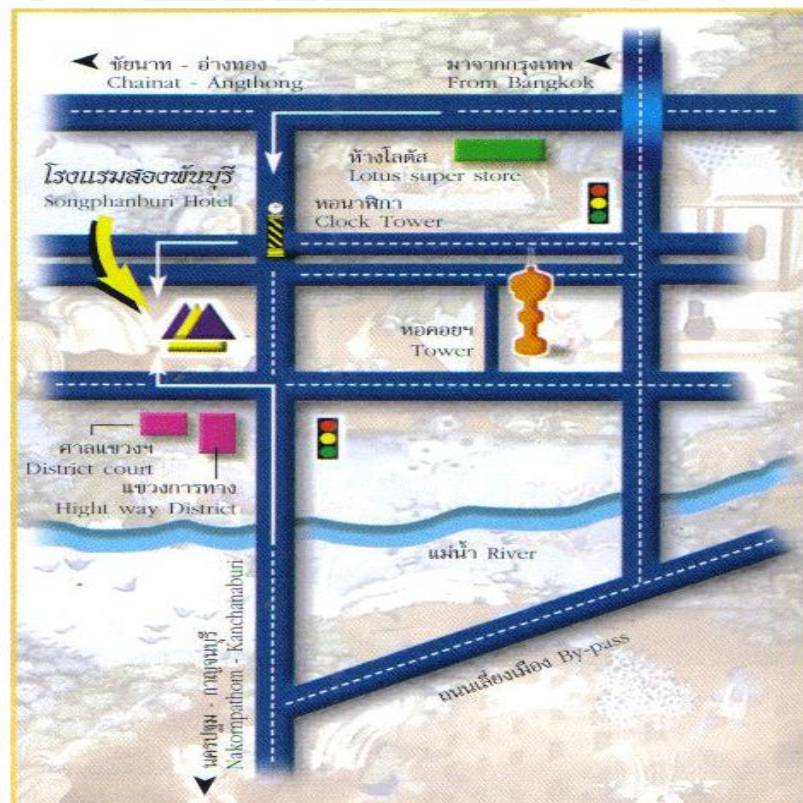 ชัยนาท - อ่างทอง
Chainat - Angthong
มาจากกรุงเทพ
From Bangkok
ห้างโลตัส
Lotus super store
โรงแรมสองพันบุรี
Songphanburi Hotel
หอนาฬิกา
Clock Tower
หอคอยฯ
Tower
ศาลแขวงฯ
District court
แขวงการทาง
Hight way District
แม่น้ำ River
นครปฐม - กาญจนบุรี
Nakompathom - Kanchanaburi
ถนนเลี่ยงเมือง By-pass